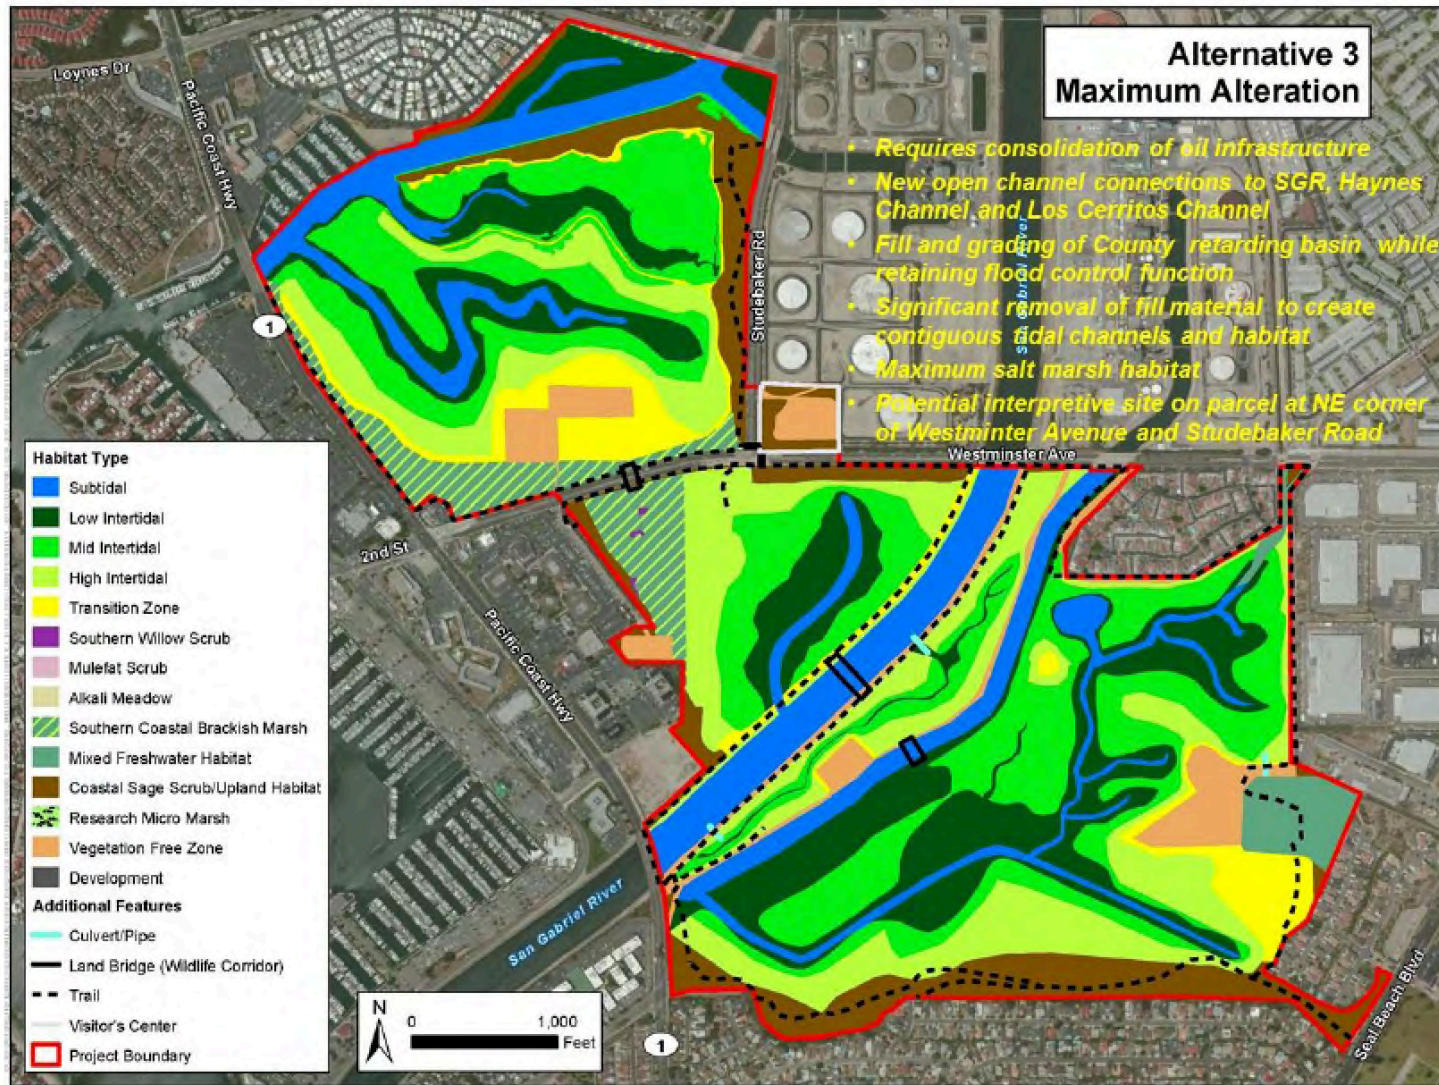 Alternative 3
Maximum Alteration
• Requires consolidation of oil infrastructure
• New open channel connections to SGR, Haynes
Channel and Los Cerritos Channel
• Fill and grading of County retarding basin while
retaining flood control function
• Significant removal of fill material to create
contiguous tidal channels and habitat
• Maximum salt marsh habitat
• Potential interpretive site on parcel at NE corner
of Westminter Avenue and Studebaker Road
Loynes Dr
Pacific Coast Hwy
1
Studebaker Rd
San Gabriel River
Westminster Ave
2nd St
Pacific Coast Hwy
San Gabriel River
1
Seal Beach Blvd
Habitat Type
Subtidal
Low Intertidal
Mid Intertidal
High Intertidal
Transition Zone
Southern Willow Scrub
Mulefat Scrub
Alkali Meadow
Southern Coastal Brackish Marsh
Mixed Freshwater Habitat
Coastal Sage Scrub/Upland Habitat
Research Micro Marsh
Vegetation Free Zone
Development
Additional Features
Culvert/Pipe
Land Bridge (Wildlife Corridor)
Trail
Visitor's Center
Project Boundary
N
0 1,000
Feet